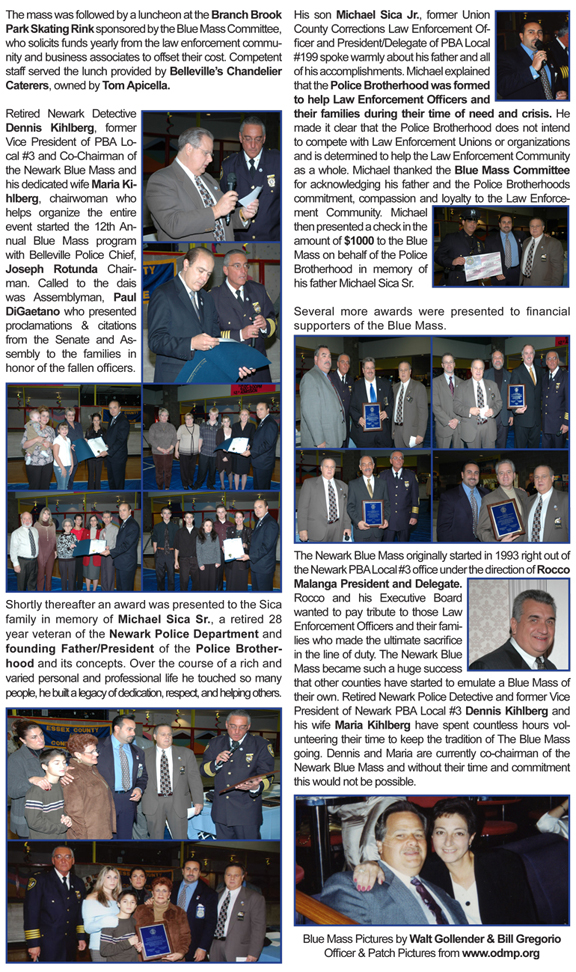 The mass was followed by a luncheon at the Branch Brook
Park Skating Rink sponsored by the Blue Mass Committee,
who solicits funds yearly from the law enforcement commu-
nity and business associates to offset their cost. Competent
staff served the lunch provided by Belleville's Chandelier
Caterers, owned by Tom Apicella.
Retired Newark Detective
Dennis Kihlberg, former
Vice President of PBA Lo-
cal #3 and Co-Chairman of
the Newark Blue Mass and
his dedicated wife Maria Ki-
hlberg, chairwoman who
helps organize the entire
event started the 12th An-
nual Blue Mass program
with Belleville Police Chief,
Joseph Rotunda Chair-
man. Called to the dais
was Assemblyman, Paul
DiGaetano who presented
proclamations & citations
from the Senate and As-
sembly to the families in
honor of the fallen officers.
Shortly thereafter an award was presented to the Sica
family in memory of Michael Sica Sr., a retired 28
year veteran of the Newark Police Department and
founding Father/President of the Police Brother-
hood and its concepts. Over the course of a rich and
varied personal and professional life he touched so many
people, he built a legacy of dedication, respect, and helping others.
ESSEX COUNTY
His son Michael Sica Jr., former Union
County Corrections Law Enforcement Of-
ficer and President/Delegate of PBA Local
#199 spoke warmly about his father and all
of his accomplishments. Michael explained
that the Police Brotherhood was formed
to help Law Enforcement Officers and
their families during their time of need and crisis. He
made it clear that the Police Brotherhood does not intend
to compete with Law Enforcement Unions or organizations
and is determined to help the Law Enforcement Community
as a whole. Michael thanked the Blue Mass Committee
for acknowledging his father and the Police Brotherhoods
commitment, compassion and loyalty to the Law Enforce-
ment Community. Michael
then presented a check in the
amount of $1000 to the Blue
Mass on behalf of the Police
Brotherhood in memory of
his father Michael Sica Sr.
Several more awards were presented to financial
supporters of the Blue Mass.
The Newark Blue Mass originally started in 1993 right out of
the Newark PBA Local #3 office under the direction of Rocco
Malanga President and Delegate.
Rocco and his Executive Board
wanted to pay tribute to those Law
Enforcement Officers and their fami-
lies who made the ultimate sacrifice
in the line of duty. The Newark Blue
Mass became such a huge success
that other counties have started to emulate a Blue Mass of
their own. Retired Newark Police Detective and former Vice
President of Newark PBA Local #3 Dennis Kihlberg and
his wife Maria Kihlberg have spent countless hours vol-
unteering their time to keep the tradition of The Blue Mass
going. Dennis and Maria are currently co-chairman of the
Newark Blue Mass and without their time and commitment
this would not be possible.
Blue Mass Pictures by Walt Gollender & Bill Gregorio
Officer & Patch Pictures from www.odmp.org